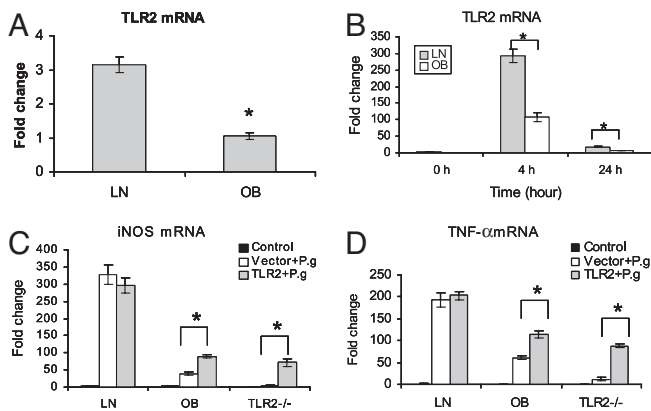 A
TLR2 mRNA
Fold change
4
3
2
1
0
*
LN
OB
B
TLR2 mRNA
Fold change
350
300
250
200
150
100
50
0
LN
OB
*
*
0 h
4 h
24 h
Time (hour)
C
iNOS mRNA
Fold change
350
300
250
200
150
100
50
0
Control
Vector+P.g
TLR2+P.g
*
*
LN
OB
TLR2-/-
D
TNF-αmRNA
Fold change
250
200
150
100
50
0
Control
Vector+P.g
TLR2+P.g
*
*
LN
OB
TLR2-/-